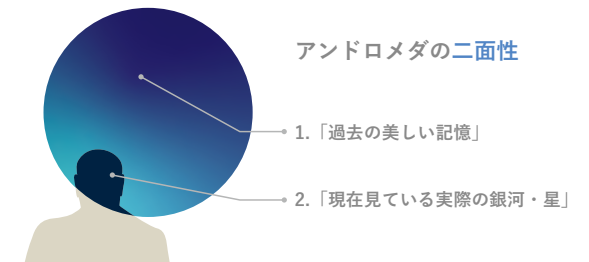 アンドロメダの二面性
1.「過去の美しい記憶」
2.「現在見ている実際の銀河・星」